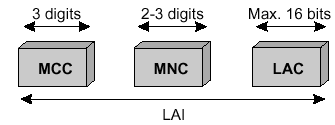 3 digits 2-3 digits Max. 16 bits
MCC MNC LAC
LAI